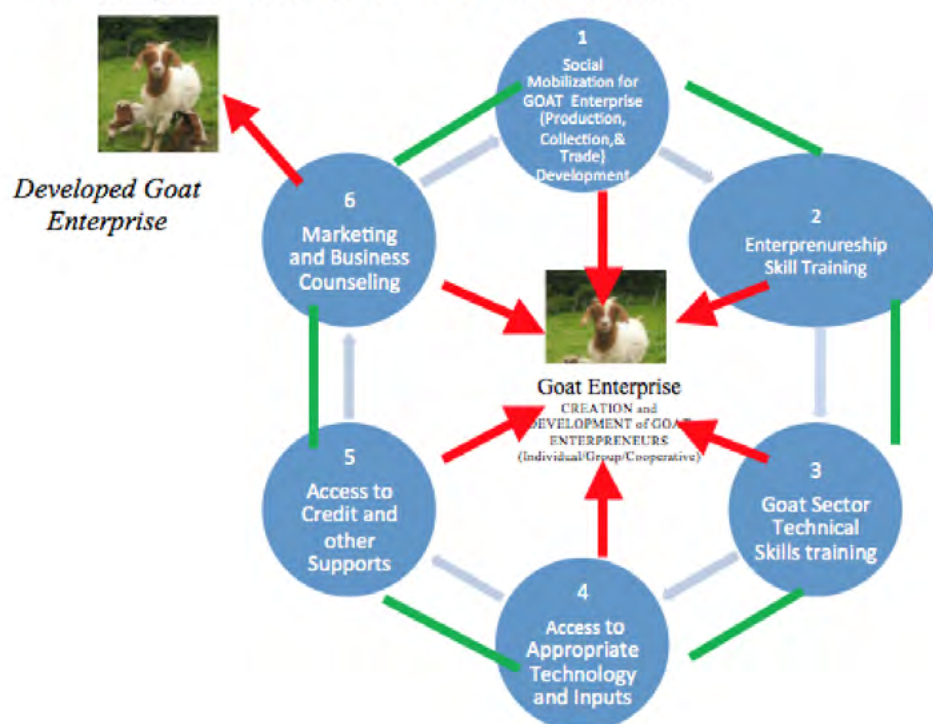 1
Social
Mobilization for
GOAT Enterprise
(Production,
Collection,&
Trade)
Development
2
Enterprenureship
Skill Training
3
Goat Sector
Technical
Skills training
4
Access to
Appropriate
Technology
and Inputs
5
Access to
Credit and
other
Supports
6
Marketing
and Business
Counseling
Developed Goat
Enterprise
Goat Enterprise
CREATION and
DEVELOPMENT of GOAT
ENTERPRENEURS
(Individual/Group/Cooperative)